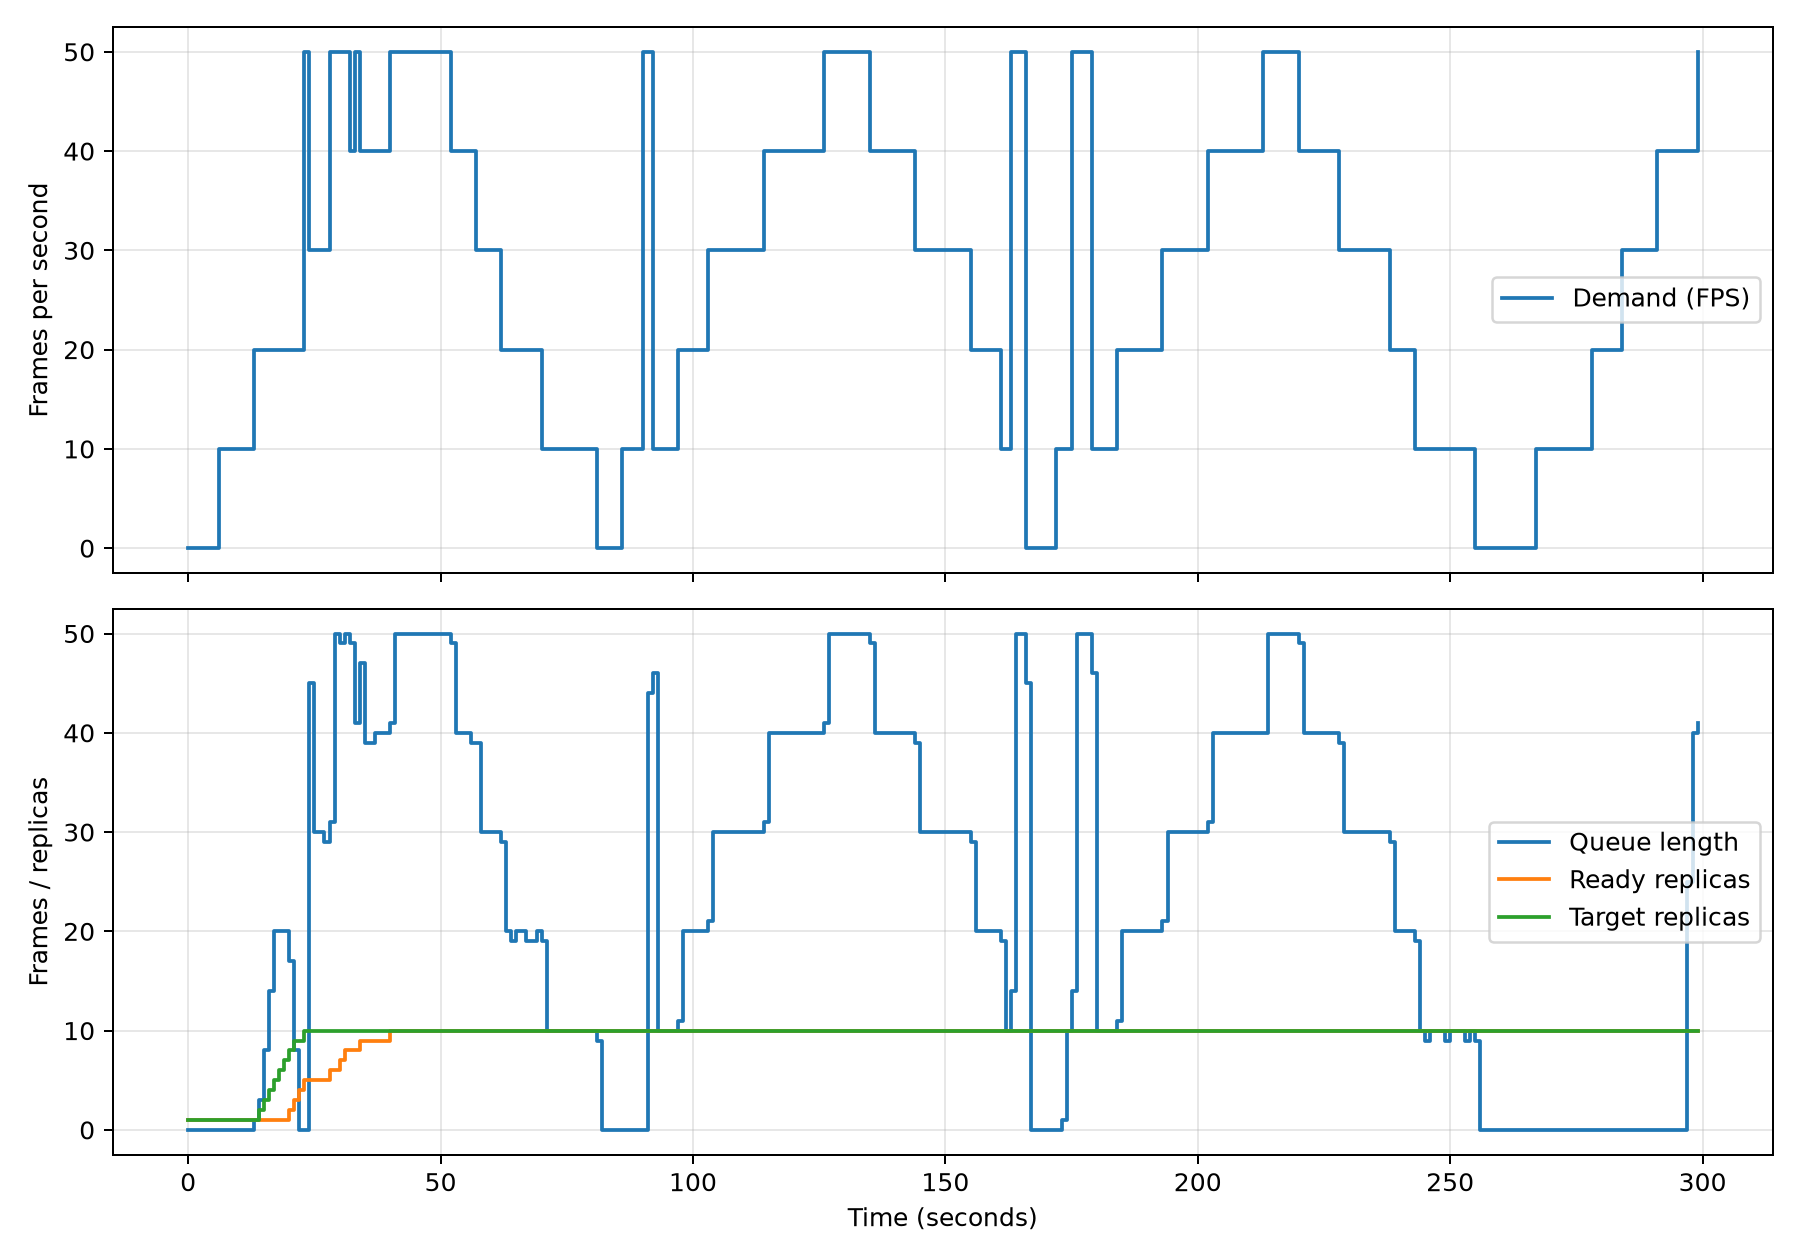 50
40
30
20
10
0
Frames per second
Demand (FPS)
50
40
30
20
10
0
Frames / replicas
Queue length
Ready replicas
Target replicas
0 50 100 150 200 250 300
Time (seconds)